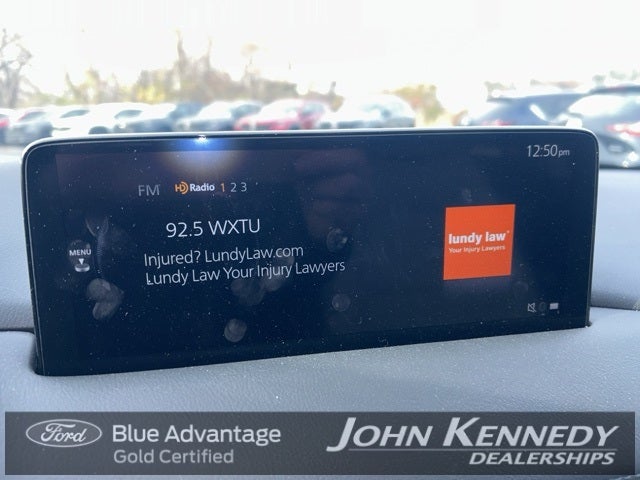 12:50pm
FM HD Radio 1 2 3
92.5 WXTU
MENU
Injured? LundyLaw.com
Lundy Law Your Injury Lawyers
lundy law
Your Injury Lawyers
Ford
Blue Advantage
Gold Certified
JOHN KENNEDY
DEALERSHIPS